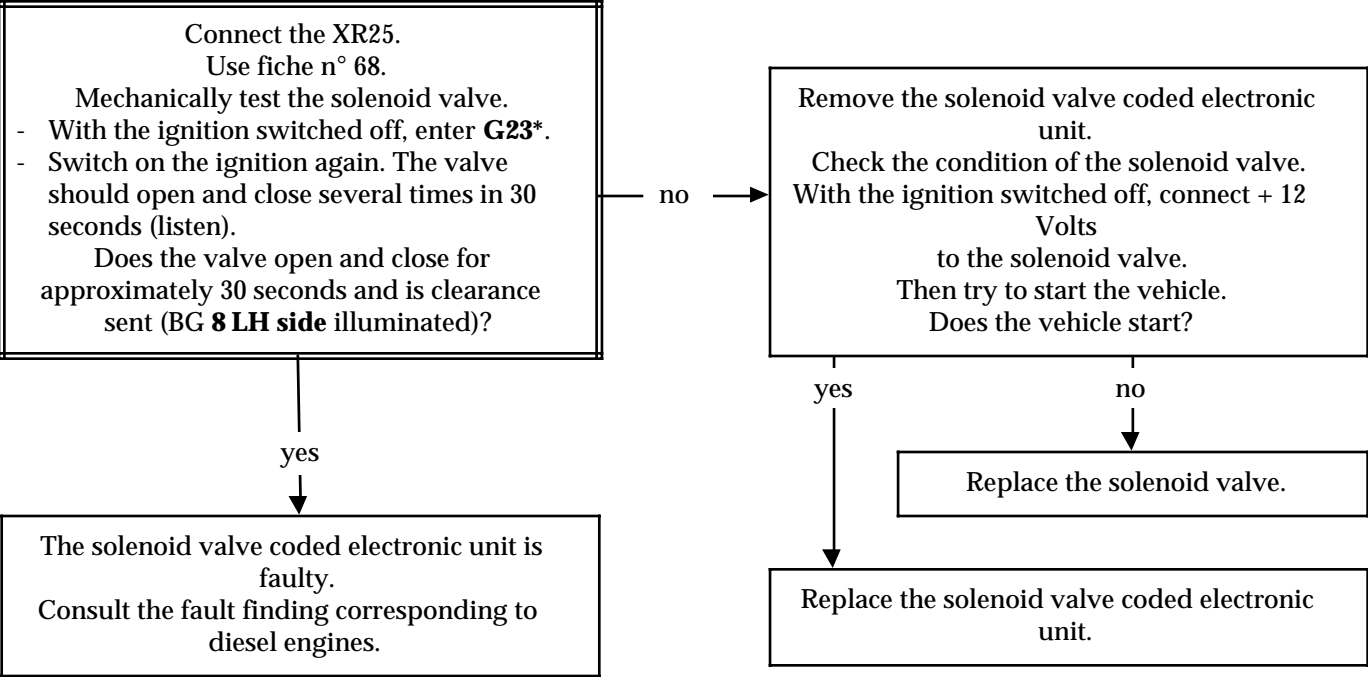 Connect the XR25.
Use fiche n° 68.
Mechanically test the solenoid valve.
- With the ignition switched off, enter G23*.
- Switch on the ignition again. The valve
should open and close several times in 30
seconds (listen).
Does the valve open and close for
approximately 30 seconds and is clearance
sent (BG 8 LH side illuminated)?
no
Remove the solenoid valve coded electronic
unit.
Check the condition of the solenoid valve.
With the ignition switched off, connect + 12
Volts
to the solenoid valve.
Then try to start the vehicle.
Does the vehicle start?
yes
no
yes
Replace the solenoid valve.
The solenoid valve coded electronic unit is
faulty.
Consult the fault finding corresponding to
diesel engines.
Replace the solenoid valve coded electronic
unit.